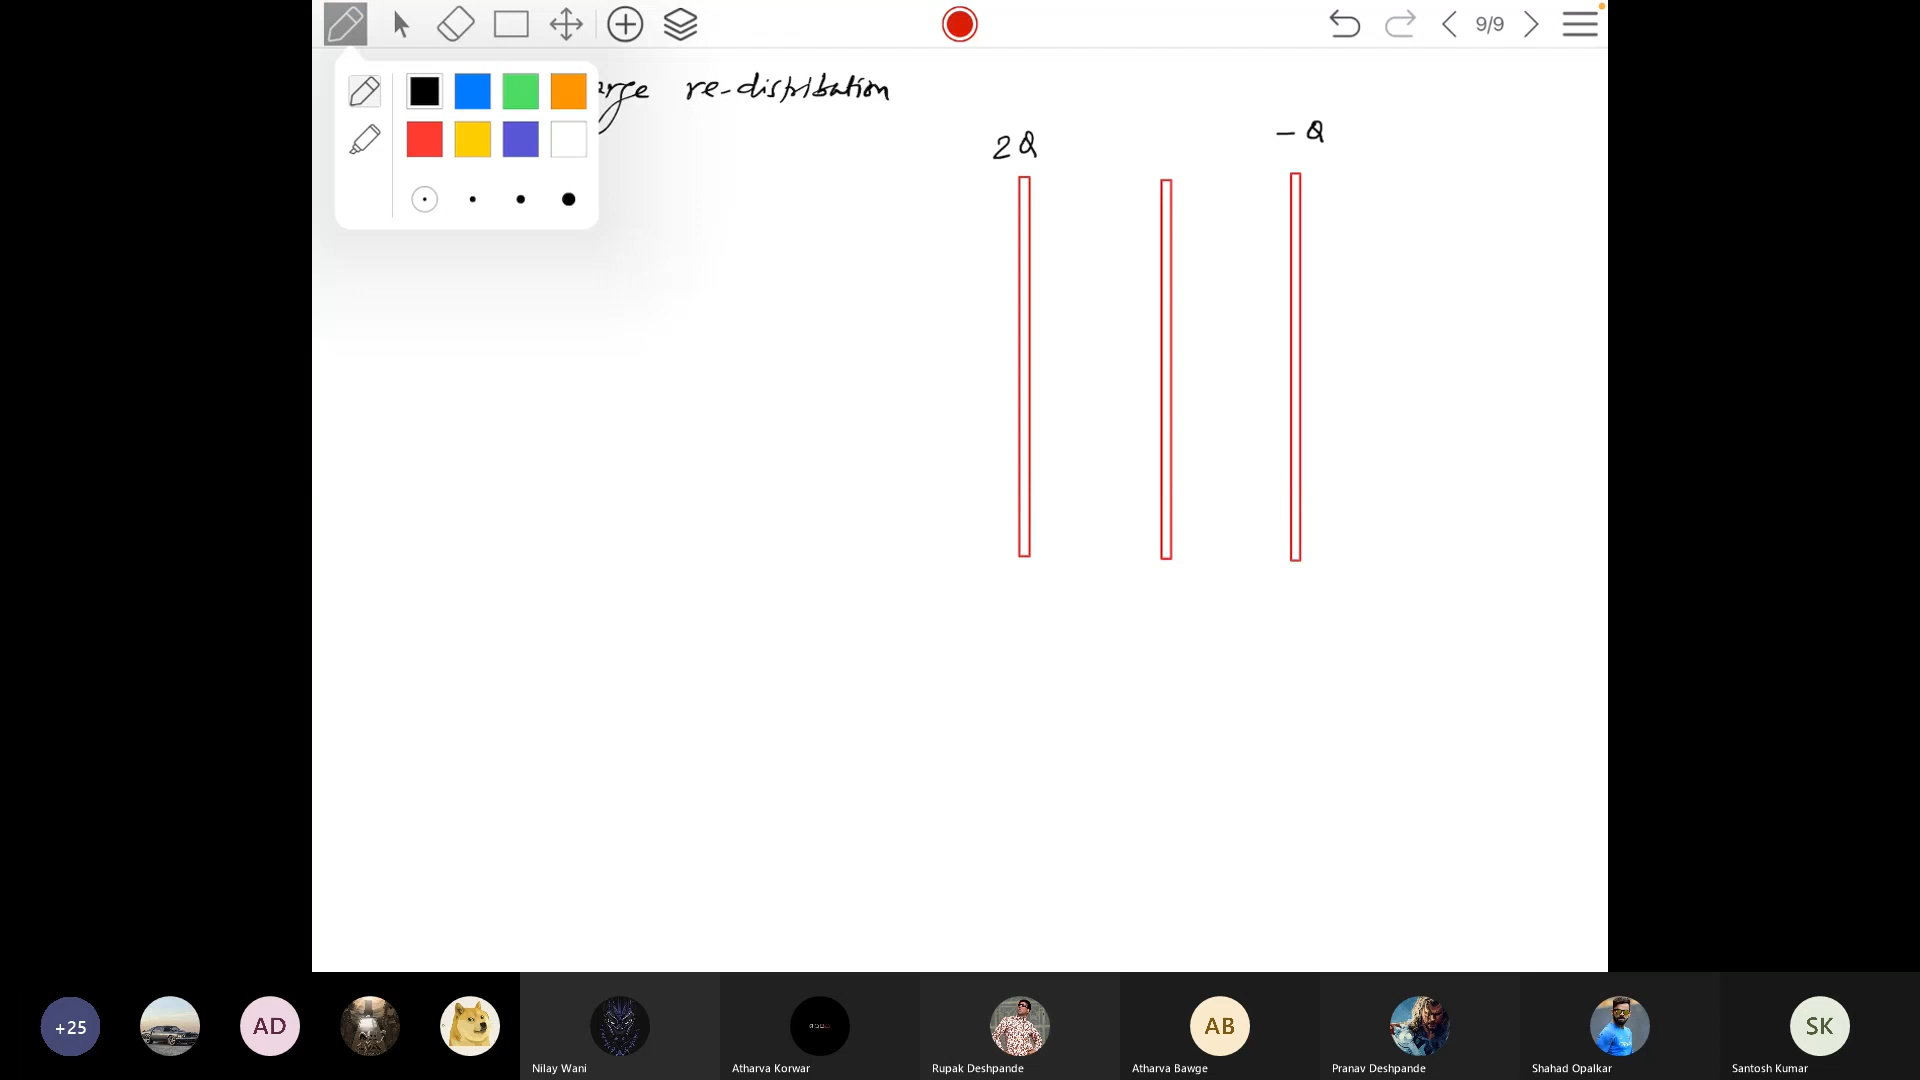 9/9
re-distribution
2Q
- Q
+25
AD
AB
SK
Nilay Wani
Atharva Korwar
Rupak Deshpande
Atharva Bawge
Pranav Deshpande
Shahad Opalkar
Santosh Kumar